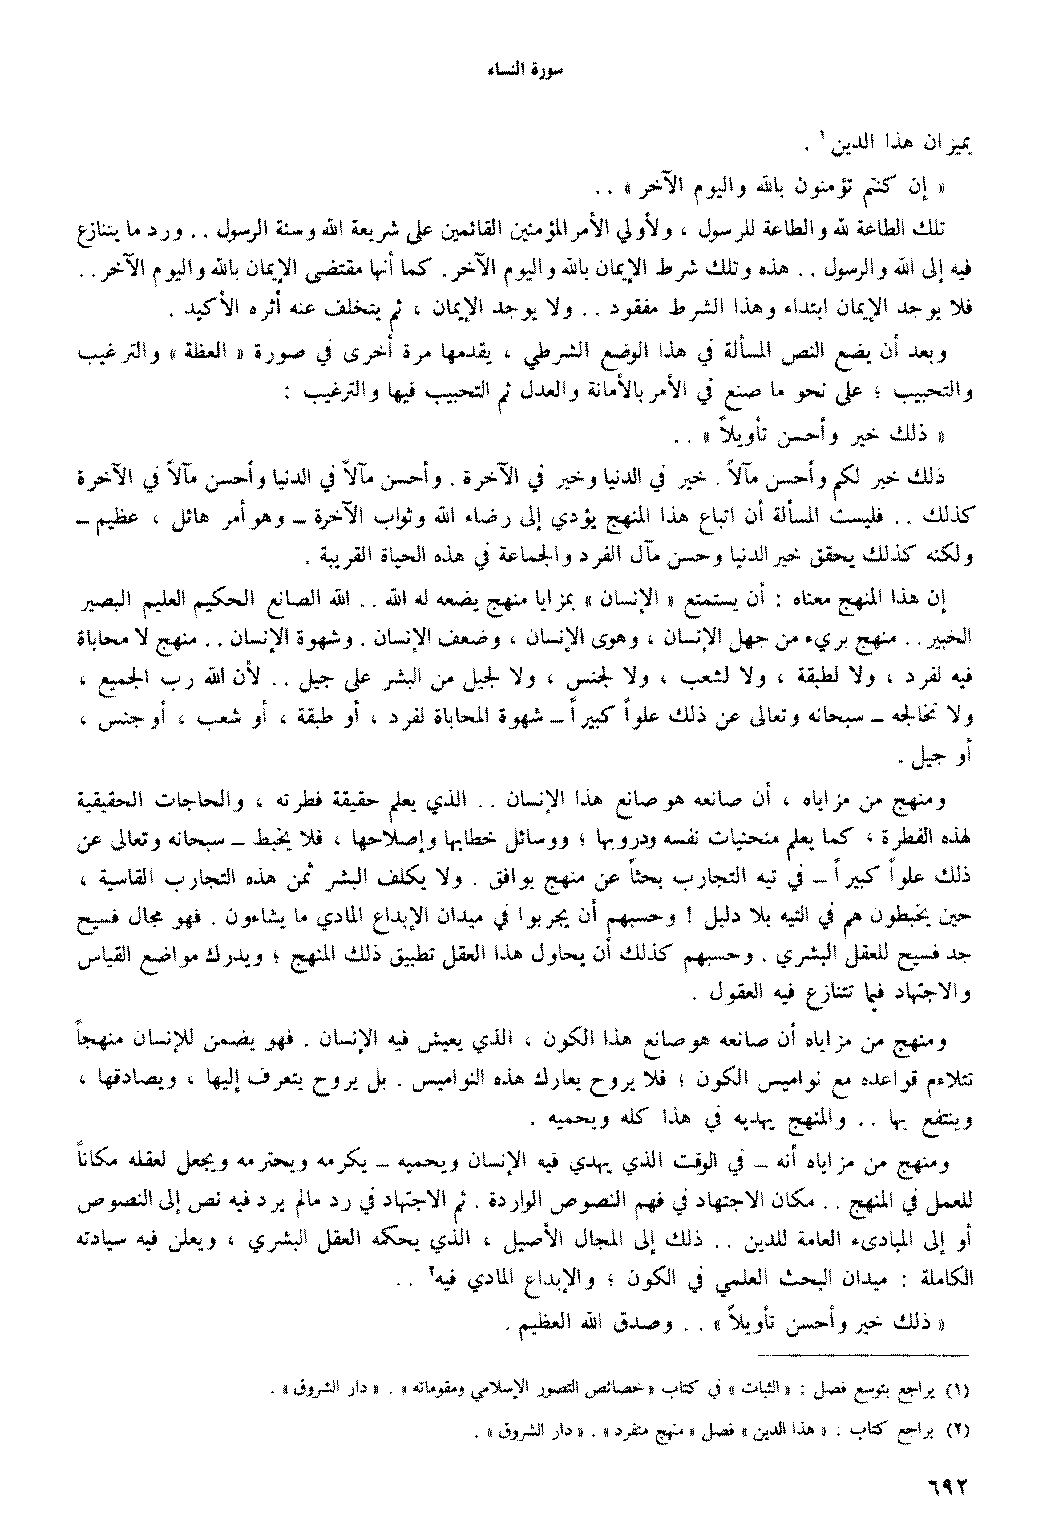 سورة النساء
بميزان هذا الدين١ .
« إن كنتم تؤمنون بالله واليوم الآخر » . .
تلك الطاعة لله والطاعة للرسول ، ولأولي الأمر المؤمنين القائمين على شريعة الله وسنة الرسول . . ورد ما يتنازع
فيه إلى الله والرسول . . هذه وتلك شرط الإيمان بالله واليوم الآخر. كما أنها مقتضى الإيمان بالله واليوم الآخر. .
فلا يوجد الإيمان ابتداء وهذا الشرط مفقود . . ولا يوجد الإيمان ، ثم يتخلف عنه أثره الأكيد .
وبعد أن يضع النص المسألة في هذا الوضع الشرطي ، يقدمها مرة أخرى في صورة « العظة » والترغيب
والتحبيب ؛ على نحو ما صنع في الأمر بالأمانة والعدل ثم التحبيب فيها والترغيب :
« ذلك خير وأحسن تأويلاً » . .
ذلك خير لكم وأحسن مآلاً . خير في الدنيا وخير في الآخرة . وأحسن مآلاً في الدنيا وأحسن مآلاً في الآخرة
كذلك . . فليست المسألة أن اتباع هذا المنهج يؤدي إلى رضاء الله وثواب الآخرة – وهو أمر هائل ، عظيم –
ولكنه كذلك يحقق خير الدنيا وحسن مآل الفرد والجماعة في هذه الحياة القريبة .
إن هذا المنهج معناه : أن يستمتع « الإنسان » بمزايا منهج يضعه له الله . . الله الصانع الحكيم العليم البصير
الخبير . . منهج بريء من جهل الإنسان ، وهوى الإنسان ، وضعف الإنسان . وشهوة الإنسان . . منهج لا محاباة
فيه لفرد ، ولا لطبقة ، ولا لشعب ، ولا لجنس ، ولا لجيل من البشر على جيل . . لأن الله رب الجميع ،
ولا تخالجه – سبحانه وتعالى عن ذلك علواً كبيراً – شهوة المحاباة لفرد ، أو طبقة ، أو شعب ، أو جنس ،
أو جيل .
ومنهج من مزاياه ، أن صانعه هو صانع هذا الإنسان . . الذي يعلم حقيقة فطرته ، والحاجات الحقيقية
لهذه الفطرة ، كما يعلم منحنيات نفسه ودروبها ؛ ووسائل خطابها وإصلاحها ، فلا يخبط – سبحانه وتعالى عن
ذلك علواً كبيراً – في تيه التجارب بحثاً عن منهج يوافق . ولا يكلف البشر ثمن هذه التجارب القاسية ،
حين يخبطون هم في التيه بلا دليل ! وحسبهم أن يجربوا في ميدان الإبداع المادي ما يشاءون . فهو مجال فسيح
جد فسيح للعقل البشري . وحسبهم كذلك أن يحاول هذا العقل تطبيق ذلك المنهج ؛ ويدرك مواضع القياس
والاجتهاد فيما تتنازع فيه العقول .
ومنهج من مزاياه أن صانعه هو صانع هذا الكون ، الذي يعيش فيه الإنسان . فهو يضمن للإنسان منهجاً
تتلاءم قواعده مع نواميس الكون ؛ فلا يروح يعارك هذه النواميس . بل يروح يتعرف إليها ، ويصادقها ،
وينتفع بها . . والمنهج يهديه في هذا كله ويحميه .
ومنهج من مزاياه أنه – في الوقت الذي يهدي فيه الإنسان ويحميه – يكرمه ويحترمه ويجعل لعقله مكاناً
للعمل في المنهج . . مكان الاجتهاد في فهم النصوص الواردة . ثم الاجتهاد في رد مالم يرد فيه نص إلى النصوص
أو إلى المبادىء العامة للدين . . ذلك إلى المجال الأصيل ، الذي يحكمه العقل البشري ، ويعلن فيه سيادته
الكاملة : ميدان البحث العلمي في الكون ؛ والإبداع المادي فيه٢ . .
« ذلك خير وأحسن تأويلاً » . . وصدق الله العظيم .
(١) يراجع بتوسع فصل : « الثبات » في كتاب « خصائص التصور الإسلامي ومقوماته » . « دار الشروق » .
(٢) يراجع كتاب : « هذا الدين » فصل « منهج متفرد » . « دار الشروق » .
٦٩٢